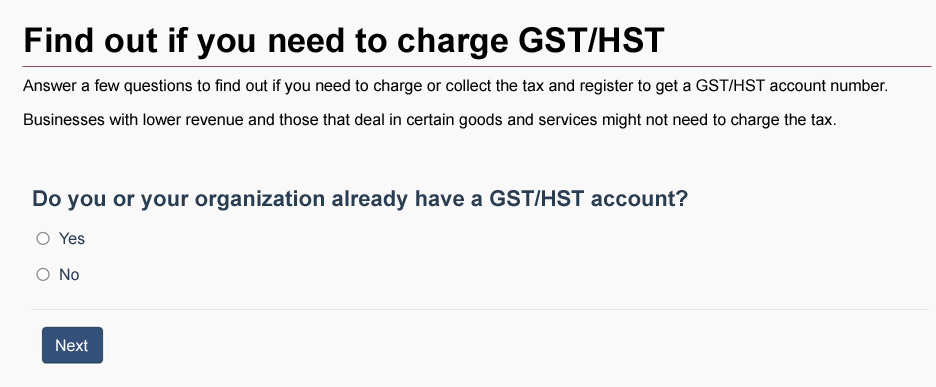 Find out if you need to charge GST/HST
Answer a few questions to find out if you need to charge or collect the tax and register to get a GST/HST account number.
Businesses with lower revenue and those that deal in certain goods and services might not need to charge the tax.
Do you or your organization already have a GST/HST account?
Yes
No
Next